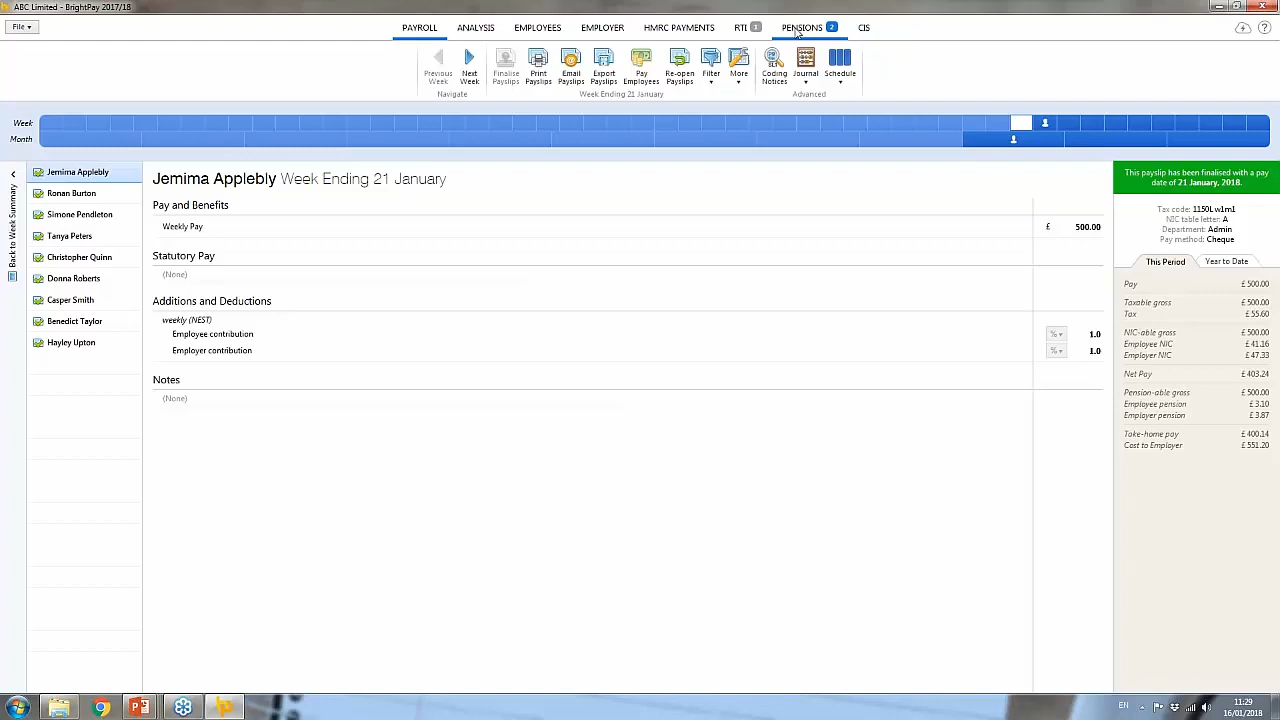 ABC Limited - BrightPay 2017/18
File
PAYROLL ANALYSIS EMPLOYEES EMPLOYER HMRC PAYMENTS RTI 1 PENSIONS 2 CIS
Previous Week
Next Week
Navigate
Finalise Payslips
Print Payslips
Email Payslips
Export Payslips
Pay Employees
Re-open Payslips
Filter
More
Week Ending 21 January
Coding Notices
Journal
Schedule
Advanced
Week
Month
Back to Week Summary
Jemima Applebly
Ronan Burton
Simone Pendleton
Tanya Peters
Christopher Quinn
Donna Roberts
Casper Smith
Benedict Taylor
Hayley Upton
Jemima Applebly Week Ending 21 January
Pay and Benefits
Weekly Pay £ 500.00
Statutory Pay
(None)
Additions and Deductions
weekly (NEST)
Employee contribution % 1.0
Employer contribution % 1.0
Notes
(None)
This payslip has been finalised with a pay
date of 21 January, 2018.
Tax code: 1150L w1m1
NIC table letter: A
Department: Admin
Pay method: Cheque
This Period Year to Date
Pay £ 500.00
Taxable gross £ 500.00
Tax £ 55.60
NIC-able gross £ 500.00
Employee NIC £ 41.16
Employer NIC £ 47.33
Net Pay £ 403.24
Pension-able gross £ 500.00
Employee pension £ 3.10
Employer pension £ 3.87
Take-home pay £ 400.14
Cost to Employer £ 551.20
EN
11:29
16/01/2018